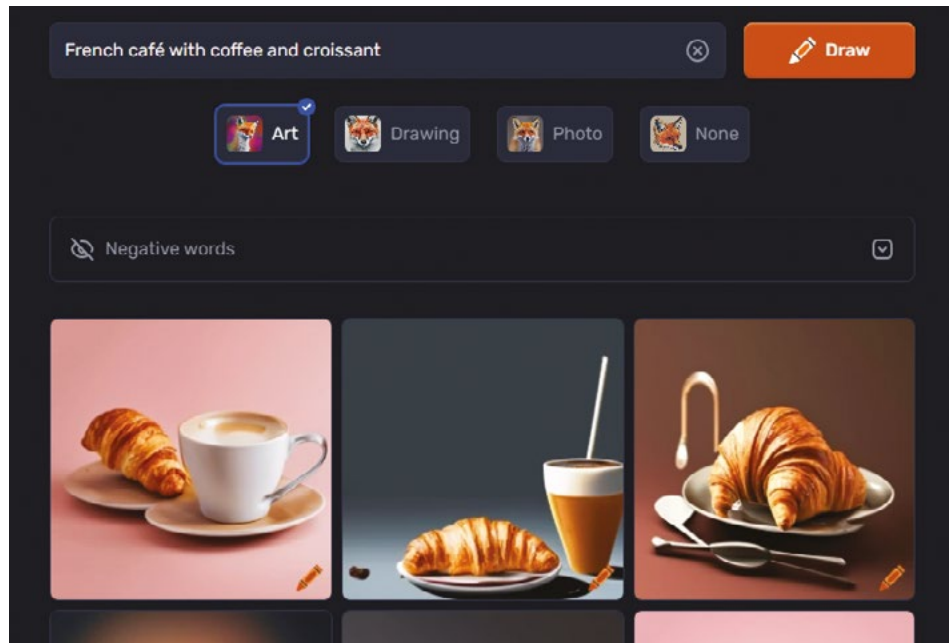 French café with coffee and croissant
Draw
Art
Drawing
Photo
None
Negative words